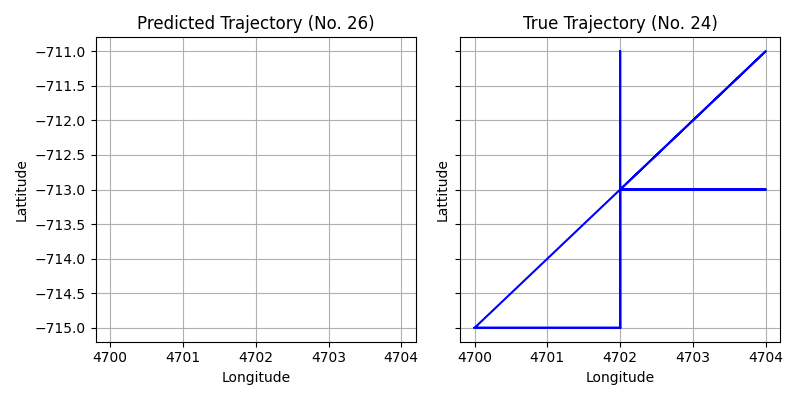 Predicted Trajectory (No. 26)
True Trajectory (No. 24)
Lattitude
−711.0
−711.5
−712.0
−712.5
−713.0
−713.5
−714.0
−714.5
−715.0
4700 4701 4702 4703 4704
Longitude
Lattitude
4700 4701 4702 4703 4704
Longitude